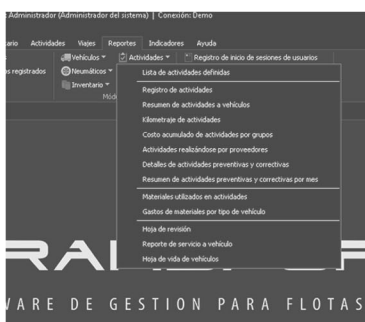 : Administrador (Administrador del sistema) | Conexión: Demo
tario Actividades Viajes Reportes Indicadores Ayuda
s Vehículos Actividades Registro de inicio de sesiones de usuarios
os registrados Neumáticos Lista de actividades definidas
Inventario
Mód
Registro de actividades
Resumen de actividades a vehículos
Kilometraje de actividades
Costo acumulado de actividades por grupos
Actividades realizándose por proveedores
Detalles de actividades preventivas y correctivas
Resumen de actividades preventivas y correctivas por mes
Materiales utilizados en actividades
Gastos de materiales por tipo de vehículo
Hoja de revisión
Reporte de servicio a vehículo
Hoja de vida de vehículos
WARE DE GESTION PARA FLOTAS